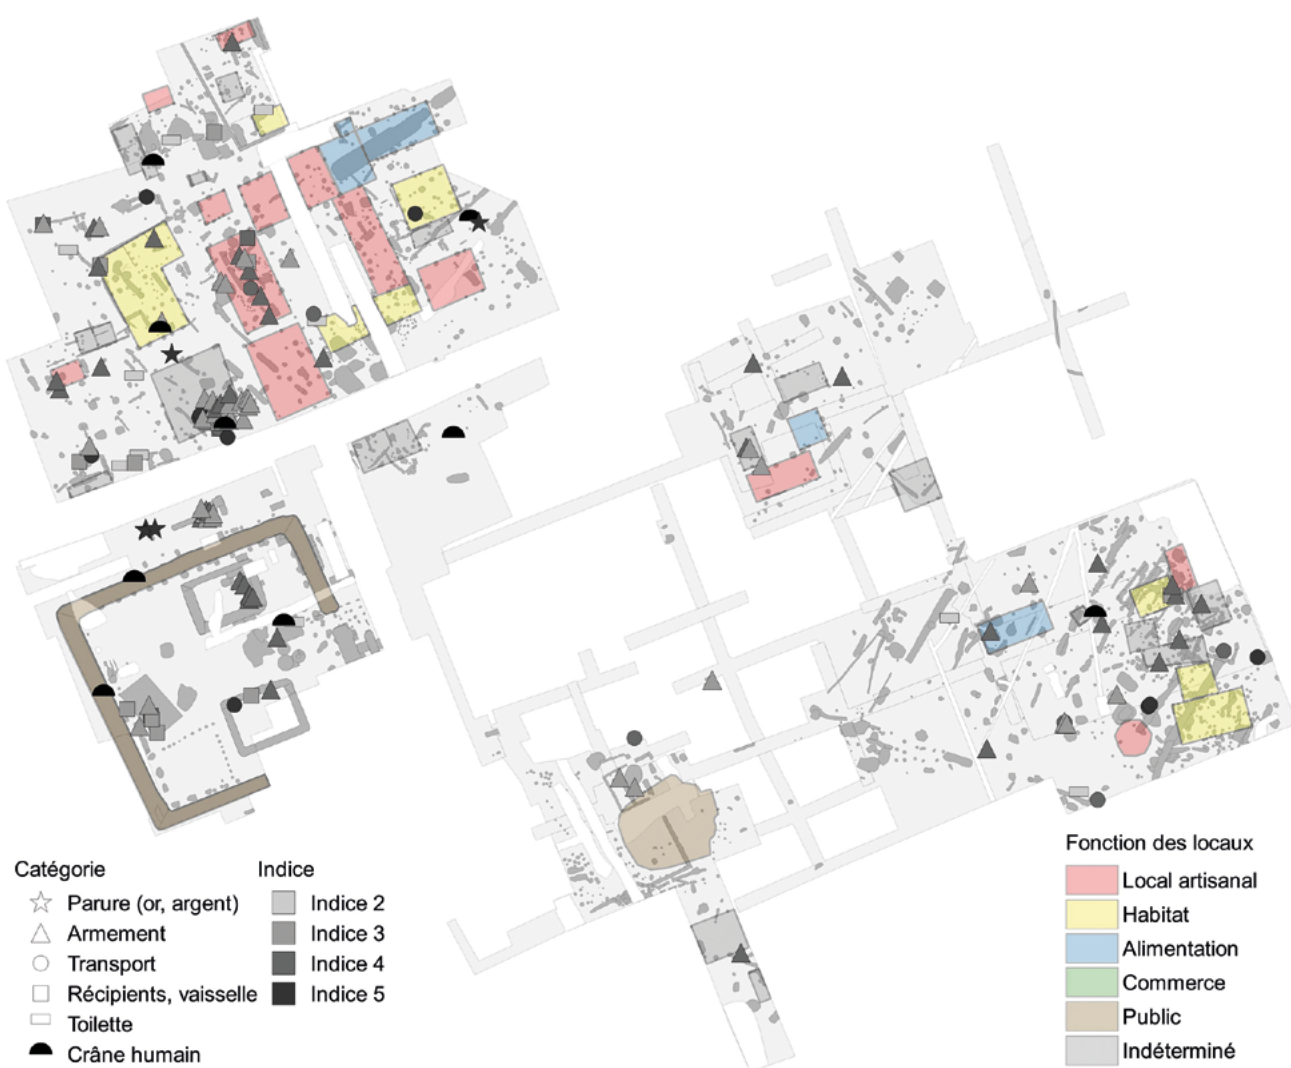 Catégorie
Parure (or, argent)
Armement
Transport
Récipients, vaisselle
Toilette
Crâne humain
Indice
Indice 2
Indice 3
Indice 4
Indice 5
Fonction des locaux
Local artisanal
Habitat
Alimentation
Commerce
Public
Indéterminé